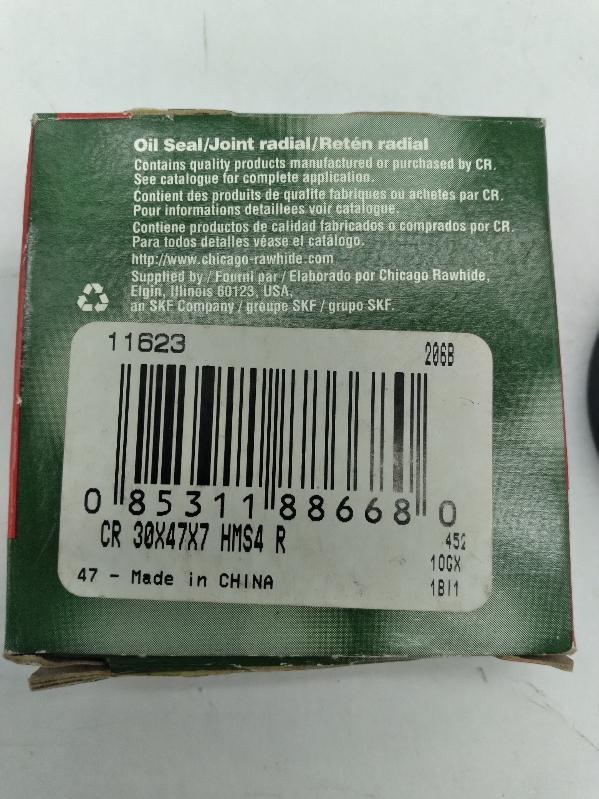 Oil Seal/Joint radial/Retén radial
Contains quality products manufactured or purchased by CR.
See catalogue for complete application.
Contient des produits de qualite fabriques ou achetes par CR.
Pour informations detaillees voir catalogue.
Contiene productos de calidad fabricados o comprados por CR.
Para todos detalles véase el catálogo.
http://www.chicago-rawhide.com
Supplied by / Fourni par / Elaborado por Chicago Rawhide,
Elgin, Illinois 60123, USA,
an SKF Company / groupe SKF / grupo SKF.
11623 206B
0 85311 88668 0
CR 30X47X7 HMS4 R 452
10GX
47 - Made in CHINA 1BI1